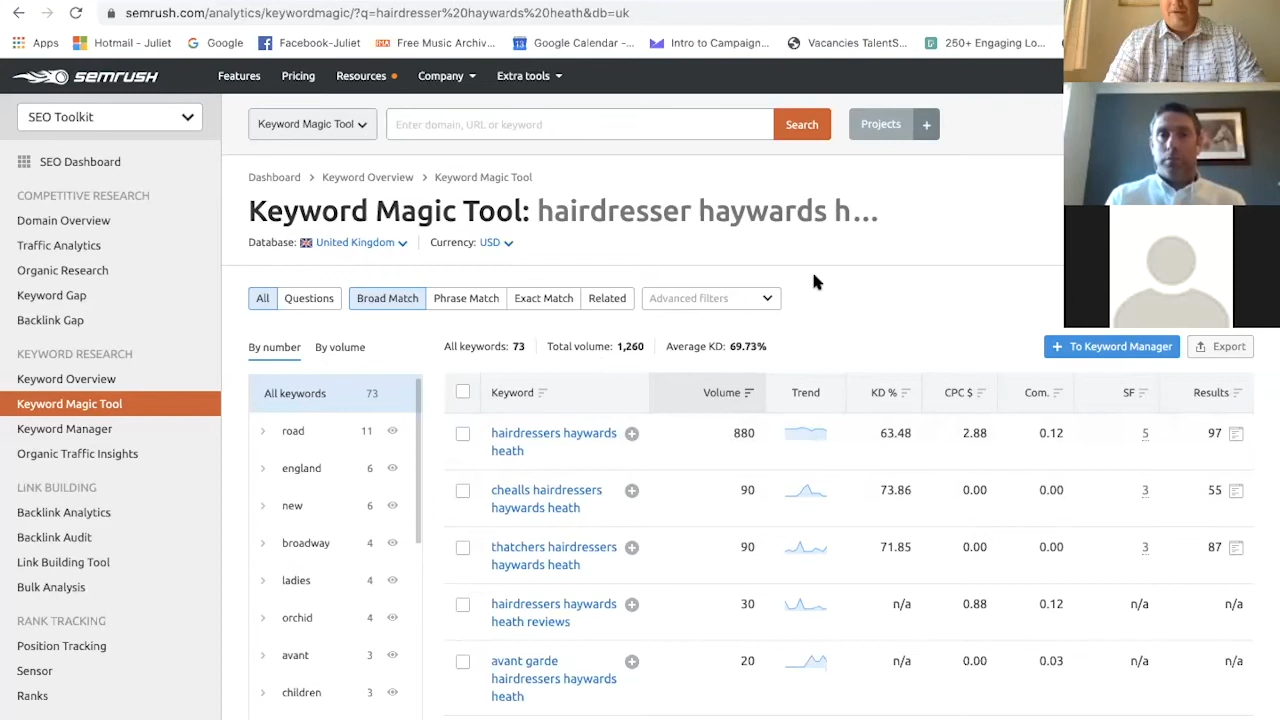 semrush.com/analytics/keywordmagic/?q=hairdresser%20haywards%20heath&db=uk
Apps Hotmail - Juliet Google Facebook-Juliet Free Music Archiv... Google Calendar -... Intro to Campaign... Vacancies TalentS... 250+ Engaging Lo...
SEMRUSH Features Pricing Resources Company Extra tools
SEO Toolkit
Keyword Magic Tool Enter domain, URL or keyword Search Projects +
SEO Dashboard
COMPETITIVE RESEARCH
Domain Overview
Traffic Analytics
Organic Research
Keyword Gap
Backlink Gap
KEYWORD RESEARCH
Keyword Overview
Keyword Magic Tool
Keyword Manager
Organic Traffic Insights
LINK BUILDING
Backlink Analytics
Backlink Audit
Link Building Tool
Bulk Analysis
RANK TRACKING
Position Tracking
Sensor
Ranks
Dashboard > Keyword Overview > Keyword Magic Tool
Keyword Magic Tool: hairdresser haywards h...
Database: United Kingdom Currency: USD
All Questions Broad Match Phrase Match Exact Match Related Advanced filters
By number By volume All keywords: 73 Total volume: 1,260 Average KD: 69.73% + To Keyword Manager Export
All keywords 73
road 11
england 6
new 6
broadway 4
ladies 4
orchid 4
avant 3
children 3
Keyword Volume Trend KD % CPC $ Com. SF Results
hairdressers haywards 880 63.48 2.88 0.12 5 97
heath
chealls hairdressers 90 73.86 0.00 0.00 3 55
haywards heath
thatchers hairdressers 90 71.85 0.00 0.00 3 87
haywards heath
hairdressers haywards 30 n/a 0.88 0.12 n/a n/a
heath reviews
avant garde 20 n/a 0.00 0.03 n/a n/a
hairdressers haywards
heath